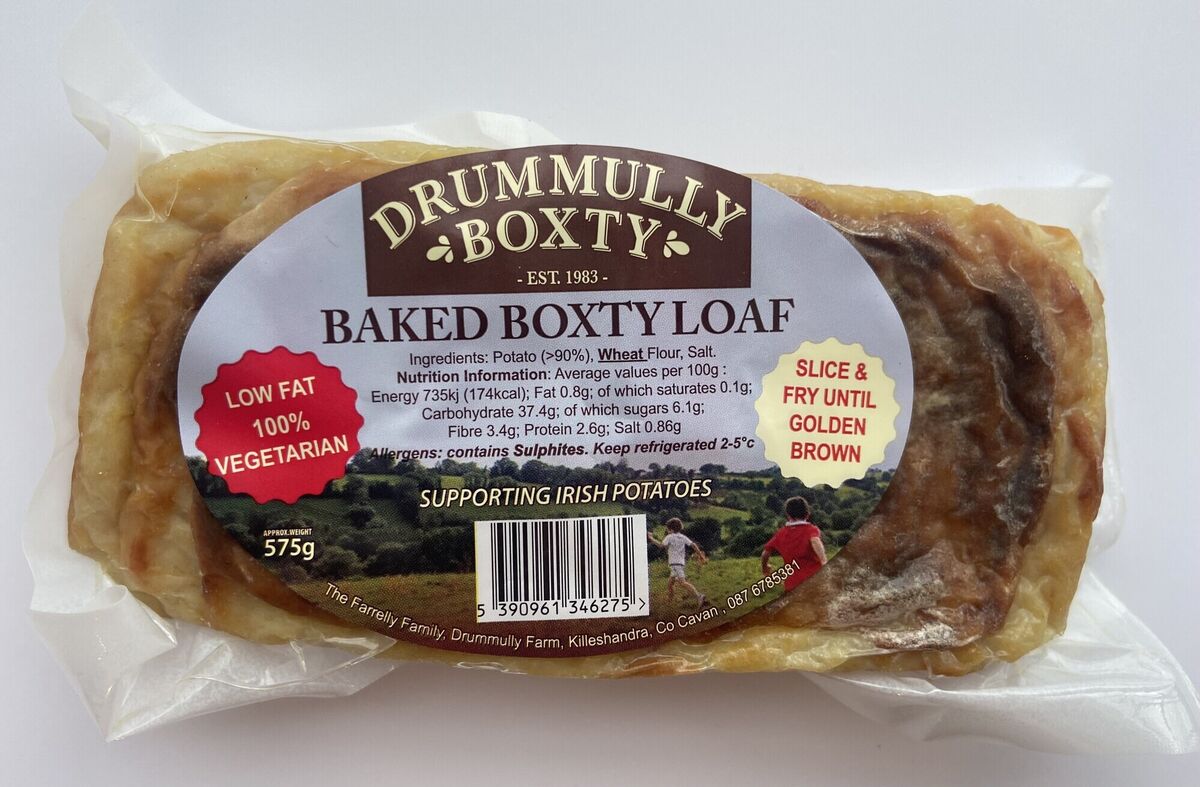 DRUMMULLY
BOXTY
- EST. 1983 -
BAKED BOXTY LOAF
Ingredients: Potato (>90%), Wheat Flour, Salt.
Nutrition Information: Average values per 100g :
Energy 735kj (174kcal); Fat 0.8g; of which saturates 0.1g;
Carbohydrate 37.4g; of which sugars 6.1g;
Fibre 3.4g; Protein 2.6g; Salt 0.86g
Allergens: contains Sulphites. Keep refrigerated 2-5°c
LOW FAT
100%
VEGETARIAN
SLICE &
FRY UNTIL
GOLDEN
BROWN
SUPPORTING IRISH POTATOES
APPROX.WEIGHT
575g
5 390961 346275 >
The Farrelly Family, Drummully Farm, Killeshandra, Co Cavan , 087 6785381